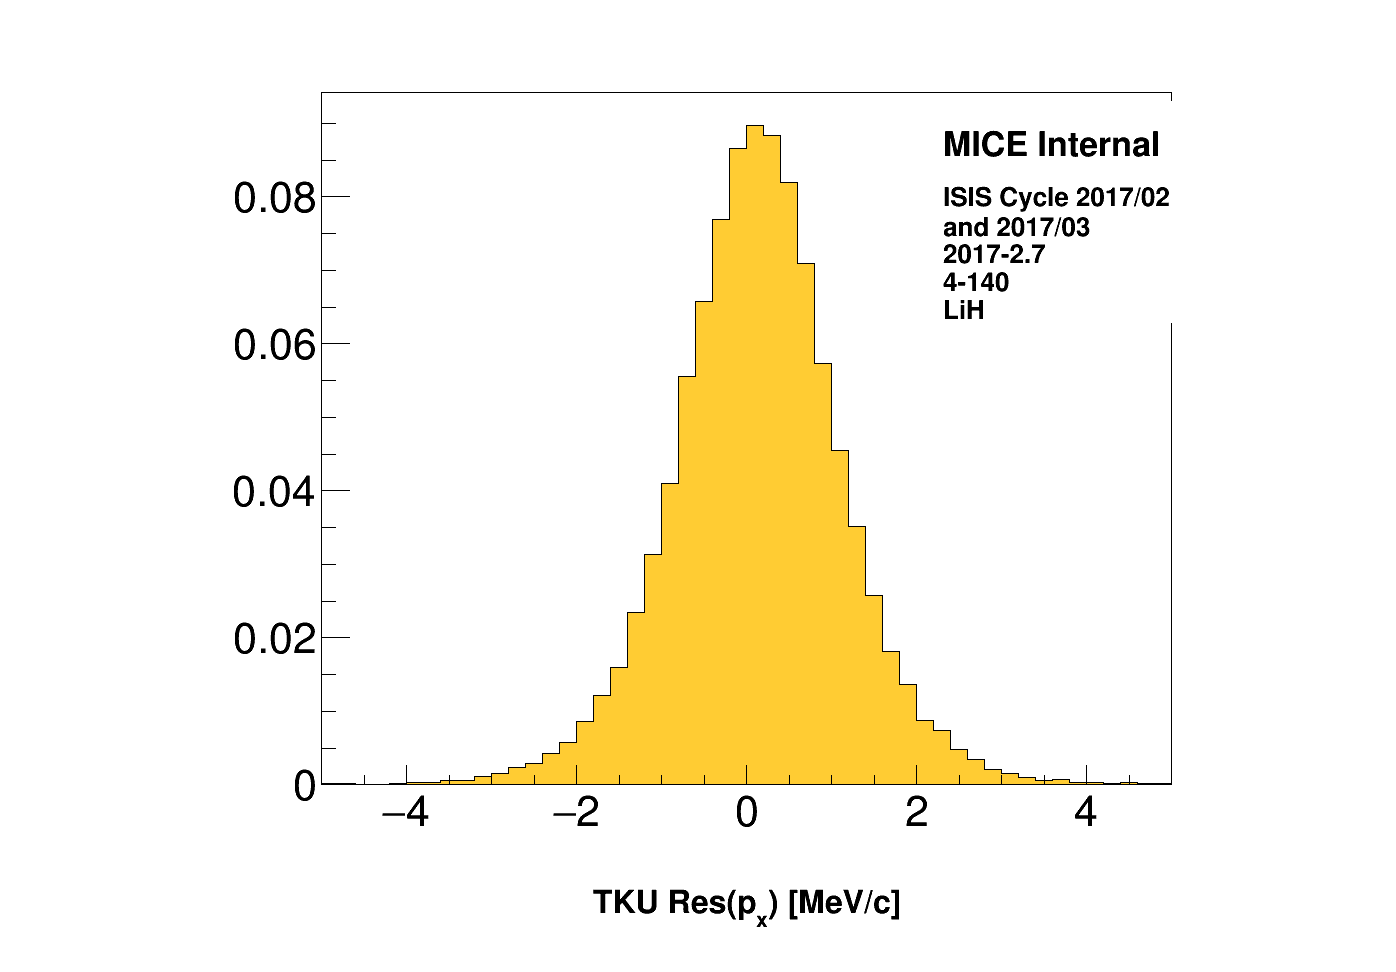 MICE Internal
ISIS Cycle 2017/02
and 2017/03
2017-2.7
4-140
LiH
0.08
0.06
0.04
0.02
0
−4 −2 0 2 4
TKU Res(px) [MeV/c]